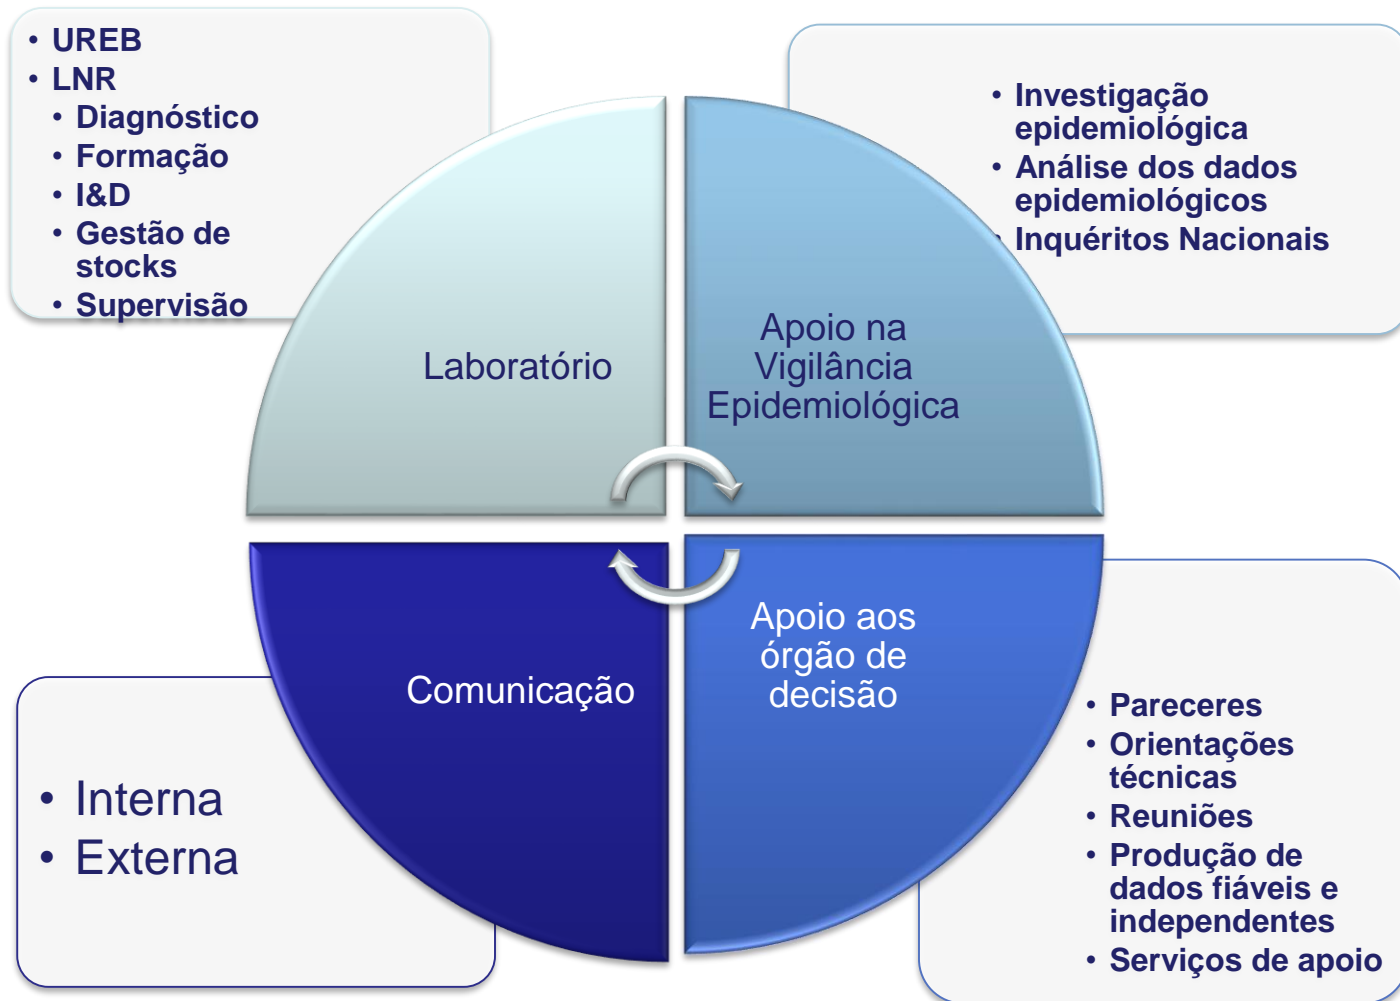 • UREB
• LNR
• Diagnóstico
• Formação
• I&D
• Gestão de
stocks
• Supervisão
• Investigação
epidemiológica
• Análise dos dados
epidemiológicos
• Inquéritos Nacionais
Laboratório
Apoio na
Vigilância
Epidemiológica
Comunicação
Apoio aos
órgão de
decisão
• Interna
• Externa
• Pareceres
• Orientações
técnicas
• Reuniões
• Produção de
dados fiáveis e
independentes
• Serviços de apoio